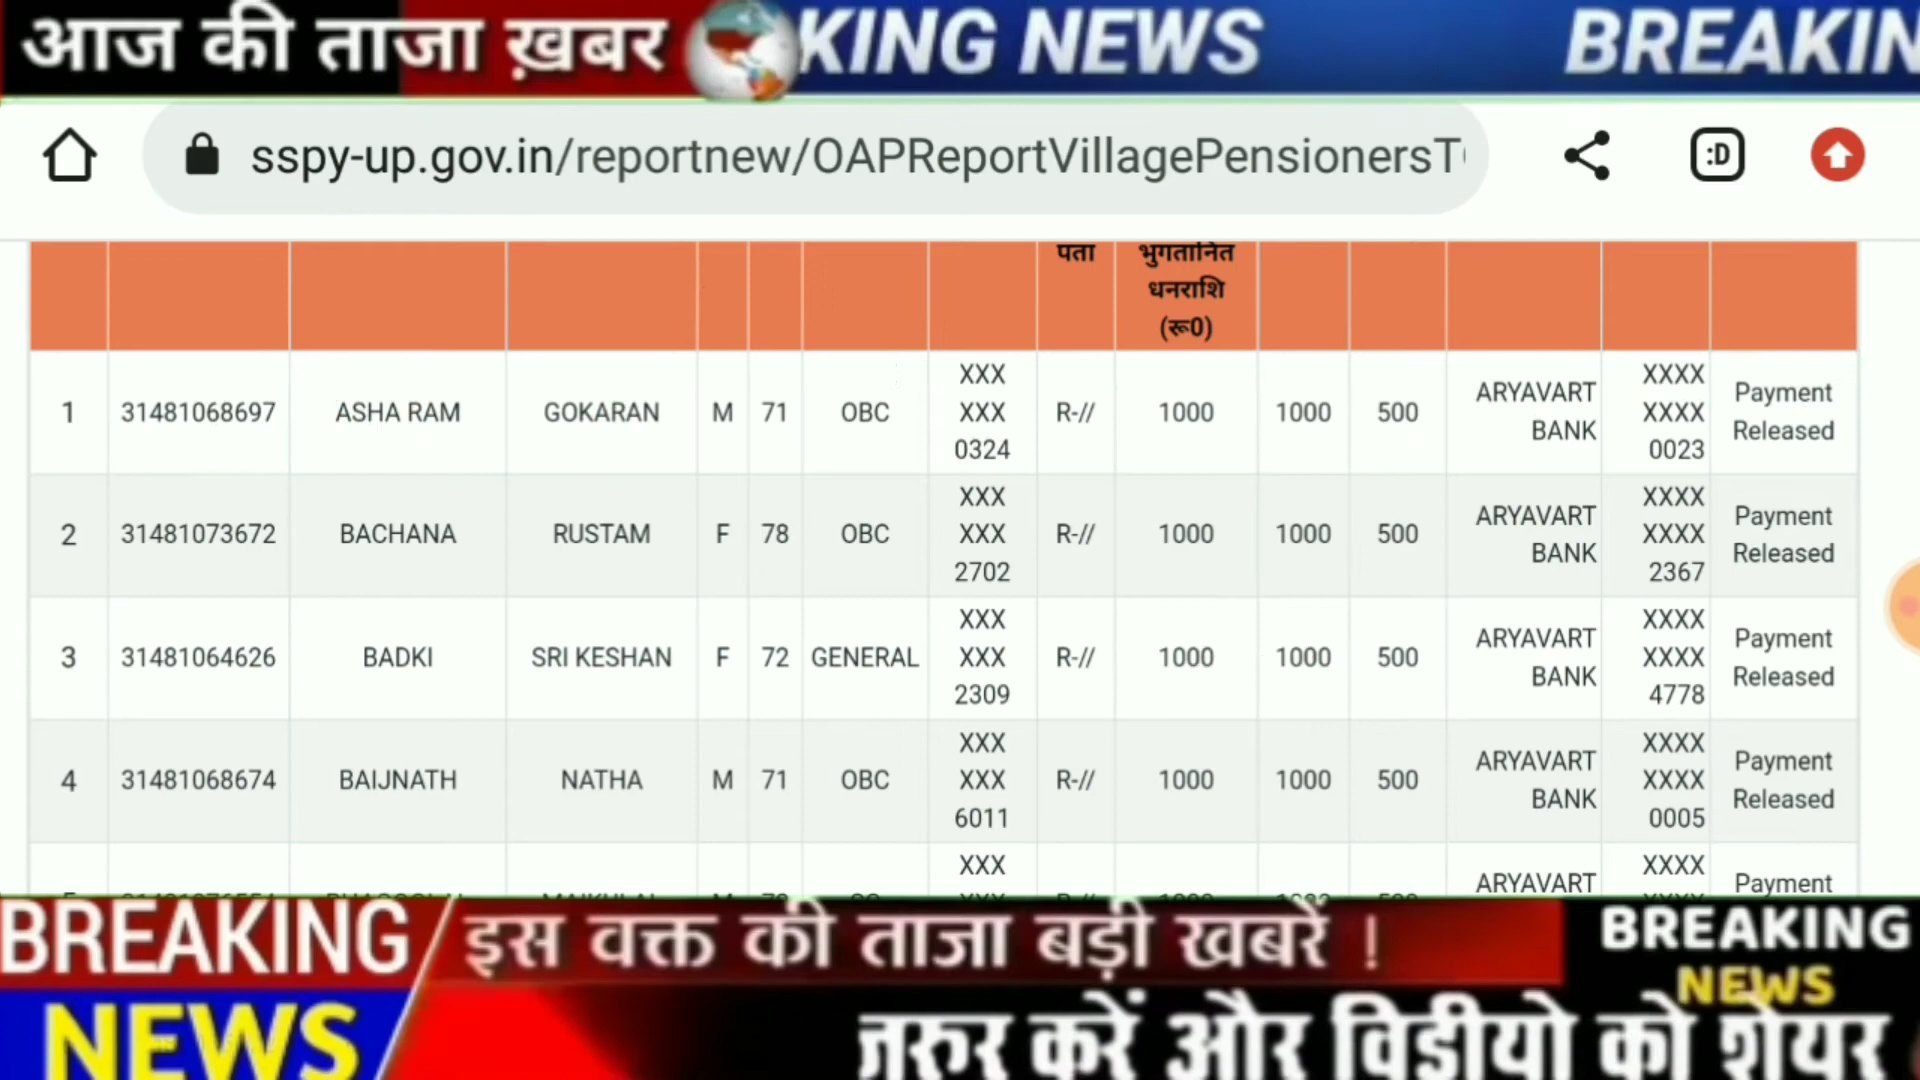 आज की ताजा ख़बर KING NEWS BREAKIN
sspy-up.gov.in/reportnew/OAPReportVillagePensionersT
:D
पता भुगतानित
धनराशि
(रू0)
1 31481068697 ASHA RAM GOKARAN M 71 OBC XXX XXX 0324 R-// 1000 1000 500 ARYAVART BANK XXXX XXXX 0023 Payment Released
2 31481073672 BACHANA RUSTAM F 78 OBC XXX XXX 2702 R-// 1000 1000 500 ARYAVART BANK XXXX XXXX 2367 Payment Released
3 31481064626 BADKI SRI KESHAN F 72 GENERAL XXX XXX 2309 R-// 1000 1000 500 ARYAVART BANK XXXX XXXX 4778 Payment Released
4 31481068674 BAIJNATH NATHA M 71 OBC XXX XXX 6011 R-// 1000 1000 500 ARYAVART BANK XXXX XXXX 0005 Payment Released
XXX ARYAVART XXXX Payment
BREAKING NEWS
इस वक्त की ताजा बड़ी खबरें !
BREAKING
NEWS
जरुर करें और विडीयो को शेयर